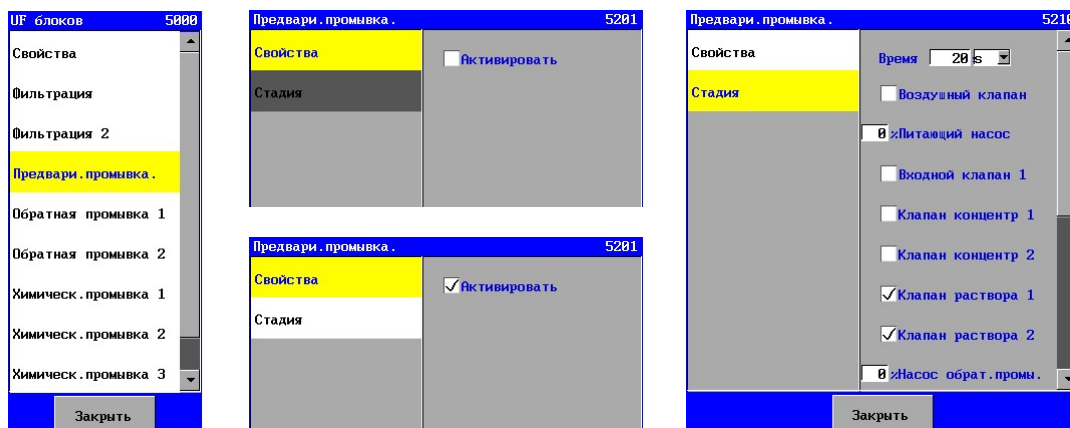 UF блоков 5000
Свойства
Фильтрация
Фильтрация 2
Предвари.промывка.
Обратная промывка 1
Обратная промывка 2
Химическ.промывка 1
Химическ.промывка 2
Химическ.промывка 3
Закрыть
Предвари.промывка. 5201
Свойства
Стадия
Активировать
Предвари.промывка. 5201
Свойства
Стадия
Активировать
Предвари.промывка. 5210
Свойства
Стадия
Время 20 s
Воздушный клапан
0 %Питающий насос
Входной клапан 1
Клапан концентр 1
Клапан концентр 2
Клапан раствора 1
Клапан раствора 2
0 %Насос обрат.промы.
Закрыть